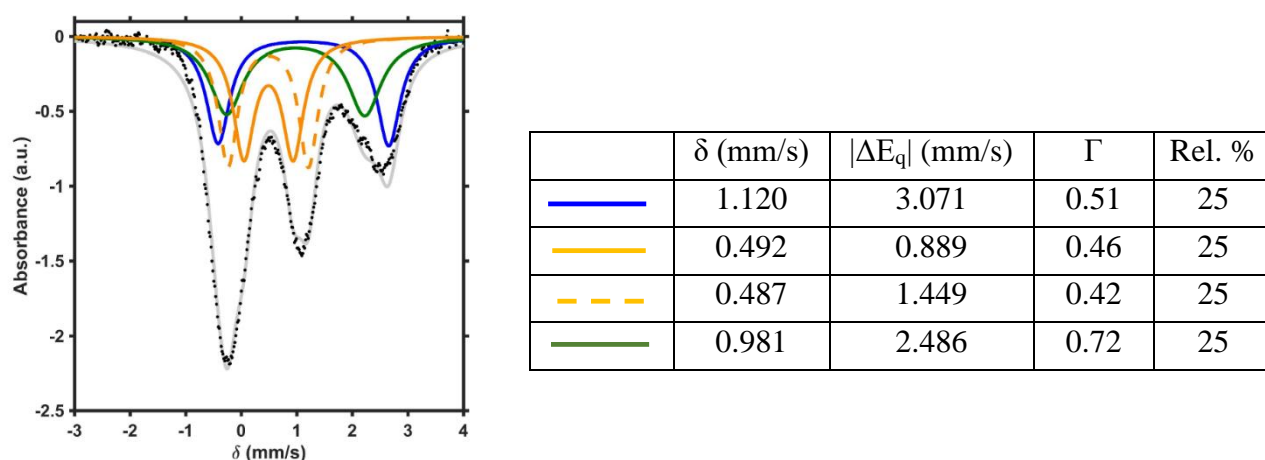 0
-0.5
-1
-1.5
-2
-2.5
Absorbance (a.u.)
-3 -2 -1 0 1 2 3 4
δ (mm/s)
δ (mm/s) |ΔEq| (mm/s) Γ Rel. %
1.120 3.071 0.51 25
0.492 0.889 0.46 25
0.487 1.449 0.42 25
0.981 2.486 0.72 25